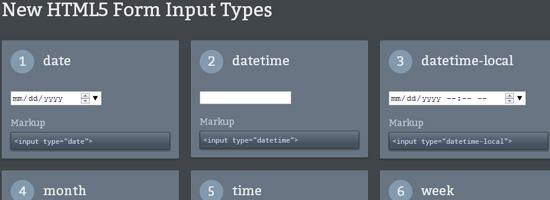 New HTML5 Form Input Types
1 date
2 datetime
3 datetime-local
mm/dd/yyyy
mm/dd/yyyy --:-- --
Markup
Markup
Markup
<input type="date">
<input type="datetime">
<input type="datetime-local">
4 month
5 time
6 week